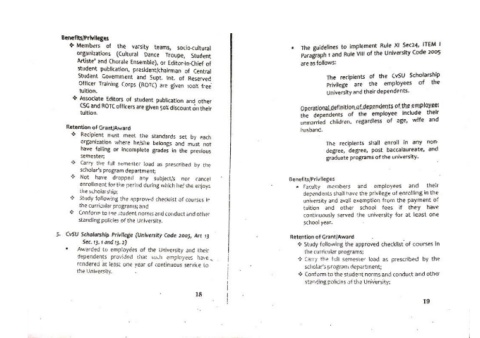 Benefits/Privileges
❖ Members of the varsity teams, socio-cultural
organizations (Cultural Dance Troupe, Student
Artists' and Chorale Ensemble), or Editor-in-Chief of
student publication, president/chairman of Central
Student Government and Supt. Int. of Reserved
Officer Training Corps (ROTC) are given 100% free
tuition.
❖ Associate Editors of student publication and other
CSG and ROTC officers are given 50% discount on their
tuition.
Retention of Grant/Award
❖ Recipient must meet the standards set by each
organization where he/she belongs and must not
have failing or incomplete grades in the previous
semester;
❖ Carry the full semester load as prescribed by the
scholar's program department;
❖ Not have dropped any subject/s nor cancel
enrollment for the period during which he/she enjoys
the scholarship;
❖ Study following the approved checklist of courses in
the curricular programs; and
❖ Conform to the student norms and conduct and other
standing policies of the University.
5. CvSU Scholarship Privilege (University Code 2005, Art 13
Sec. 13. 1 and 13. 2)
• Awarded to employees of the University and their
dependents provided that such employees have
rendered at least one year of continuous service to
the University.
18
• The guidelines to implement Rule XI Sec24, ITEM I
Paragraph 1 and Rule VIII of the University Code 2005
are as follows:
The recipients of the CvSU Scholarship
Privilege are the employees of the
University and their dependents.
Operational definition of dependents of the employee:
the dependents of the employee include their
unmarried children, regardless of age, wife and
husband.
The recipients shall enroll in any non-
degree, degree, post baccalaureate, and
graduate programs of the university.
Benefits/Privileges
• Faculty members and employees and their
dependents shall have the privilege of enrolling in the
university and avail exemption from the payment of
tuition and other school fees if they have
continuously served the university for at least one
school year.
Retention of Grant/Award
❖ Study following the approved checklist of courses in
the curricular programs;
❖ Carry the full semester load as prescribed by the
scholar's program department;
❖ Conform to the student norms and conduct and other
standing policies of the University;
19